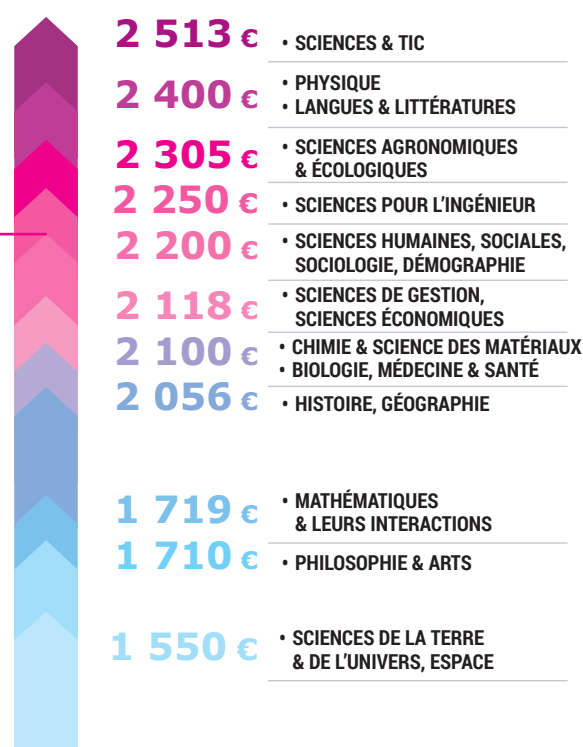 2 513 €
• SCIENCES & TIC
2 400 €
• PHYSIQUE
• LANGUES & LITTÉRATURES
2 305 €
• SCIENCES AGRONOMIQUES
& ÉCOLOGIQUES
2 250 €
• SCIENCES POUR L'INGÉNIEUR
2 200 €
• SCIENCES HUMAINES, SOCIALES,
SOCIOLOGIE, DÉMOGRAPHIE
2 118 €
• SCIENCES DE GESTION,
SCIENCES ÉCONOMIQUES
2 100 €
• CHIMIE & SCIENCE DES MATÉRIAUX
• BIOLOGIE, MÉDECINE & SANTÉ
2 056 €
• HISTOIRE, GÉOGRAPHIE
1 719 €
• MATHÉMATIQUES
& LEURS INTERACTIONS
1 710 €
• PHILOSOPHIE & ARTS
1 550 €
• SCIENCES DE LA TERRE
& DE L'UNIVERS, ESPACE